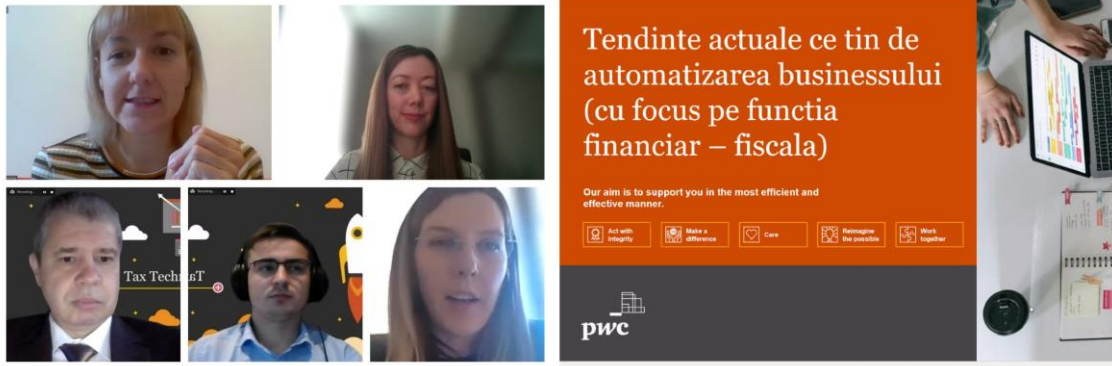 Tax Techn
Tendinte actuale ce tin de
automatizarea businessului
(cu focus pe functia
financiar – fiscala)
Our aim is to support you in the most efficient and
effective manner.
Act with
integrity
Make a
difference
Care
Reimagine
the possible
Work
together
pwc